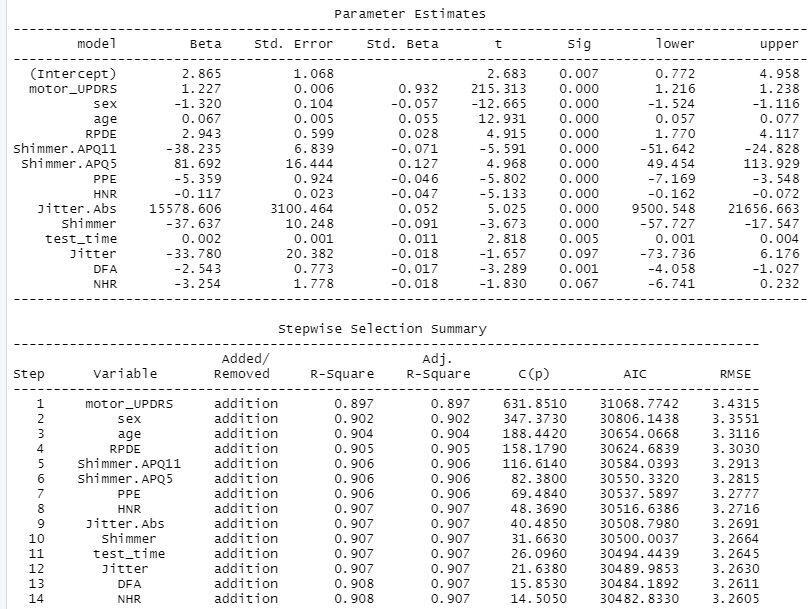 Parameter Estimates
model Beta Std. Error Std. Beta t Sig lower upper
(Intercept) 2.865 1.068 2.683 0.007 0.772 4.958
motor_UPDRS 1.227 0.006 0.932 215.313 0.000 1.216 1.238
sex -1.320 0.104 -0.057 -12.665 0.000 -1.524 -1.116
age 0.067 0.005 0.055 12.931 0.000 0.057 0.077
RPDE 2.943 0.599 0.028 4.915 0.000 1.770 4.117
Shimmer.APQ11 -38.235 6.839 -0.071 -5.591 0.000 -51.642 -24.828
Shimmer.APQ5 81.692 16.444 0.127 4.968 0.000 49.454 113.929
PPE -5.359 0.924 -0.046 -5.802 0.000 -7.169 -3.548
HNR -0.117 0.023 -0.047 -5.133 0.000 -0.162 -0.072
Jitter.Abs 15578.606 3100.464 0.052 5.025 0.000 9500.548 21656.663
Shimmer -37.637 10.248 -0.091 -3.673 0.000 -57.727 -17.547
test_time 0.002 0.001 0.011 2.818 0.005 0.001 0.004
Jitter -33.780 20.382 -0.018 -1.657 0.097 -73.736 6.176
DFA -2.543 0.773 -0.017 -3.289 0.001 -4.058 -1.027
NHR -3.254 1.778 -0.018 -1.830 0.067 -6.741 0.232
Stepwise Selection Summary
Added/ Adj.
Step Variable Removed R-Square R-Square C(p) AIC RMSE
1 motor_UPDRS addition 0.897 0.897 631.8510 31068.7742 3.4315
2 sex addition 0.902 0.902 347.3730 30806.1438 3.3551
3 age addition 0.904 0.904 188.4420 30654.0668 3.3116
4 RPDE addition 0.905 0.905 158.1790 30624.6839 3.3030
5 Shimmer.APQ11 addition 0.906 0.906 116.6140 30584.0393 3.2913
6 Shimmer.APQ5 addition 0.906 0.906 82.3800 30550.3320 3.2815
7 PPE addition 0.906 0.906 69.4840 30537.5897 3.2777
8 HNR addition 0.907 0.907 48.3690 30516.6386 3.2716
9 Jitter.Abs addition 0.907 0.907 40.4850 30508.7980 3.2691
10 Shimmer addition 0.907 0.907 31.6630 30500.0037 3.2664
11 test_time addition 0.907 0.907 26.0960 30494.4439 3.2645
12 Jitter addition 0.907 0.907 21.6380 30489.9853 3.2630
13 DFA addition 0.908 0.907 15.8530 30484.1892 3.2611
14 NHR addition 0.908 0.907 14.5050 30482.8330 3.2605